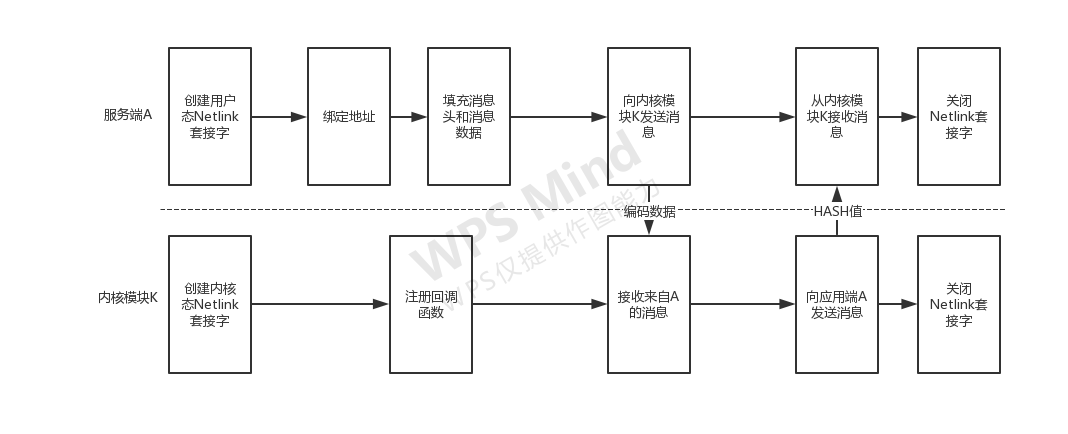 服务端A
创建用户
态Netlink
套接字
绑定地址
填充消息
头和消息
数据
向内核模
块K发送消
息
从内核模
块K接收消
息
关闭
Netlink套
接字
编码数据
HASH值
内核模块K
创建内核
态Netlink
套接字
注册回调
函数
接收来自A
的消息
向应用端A
发送消息
关闭
Netlink套
接字
WPS Mind
WPS仅提供作图能力